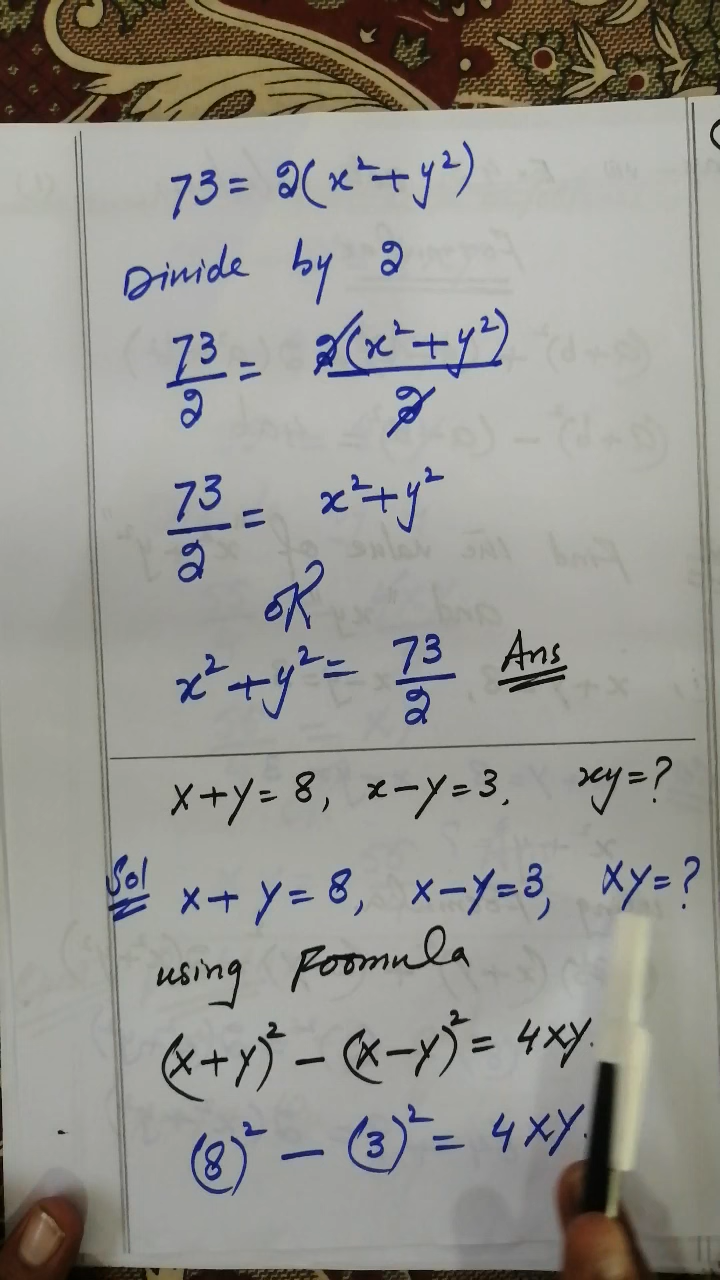 73 = 2(x² + y²)
Divide by 2
73/2 = 2(x² + y²)/2
73/2 = x² + y²
OR
x² + y² = 73/2 Ans
x + y = 8, x - y = 3, xy = ?
Sol x + y = 8, x - y = 3, xy = ?
using Formula
(x + y)² - (x - y)² = 4xy.
(8)² - (3)² = 4xy.